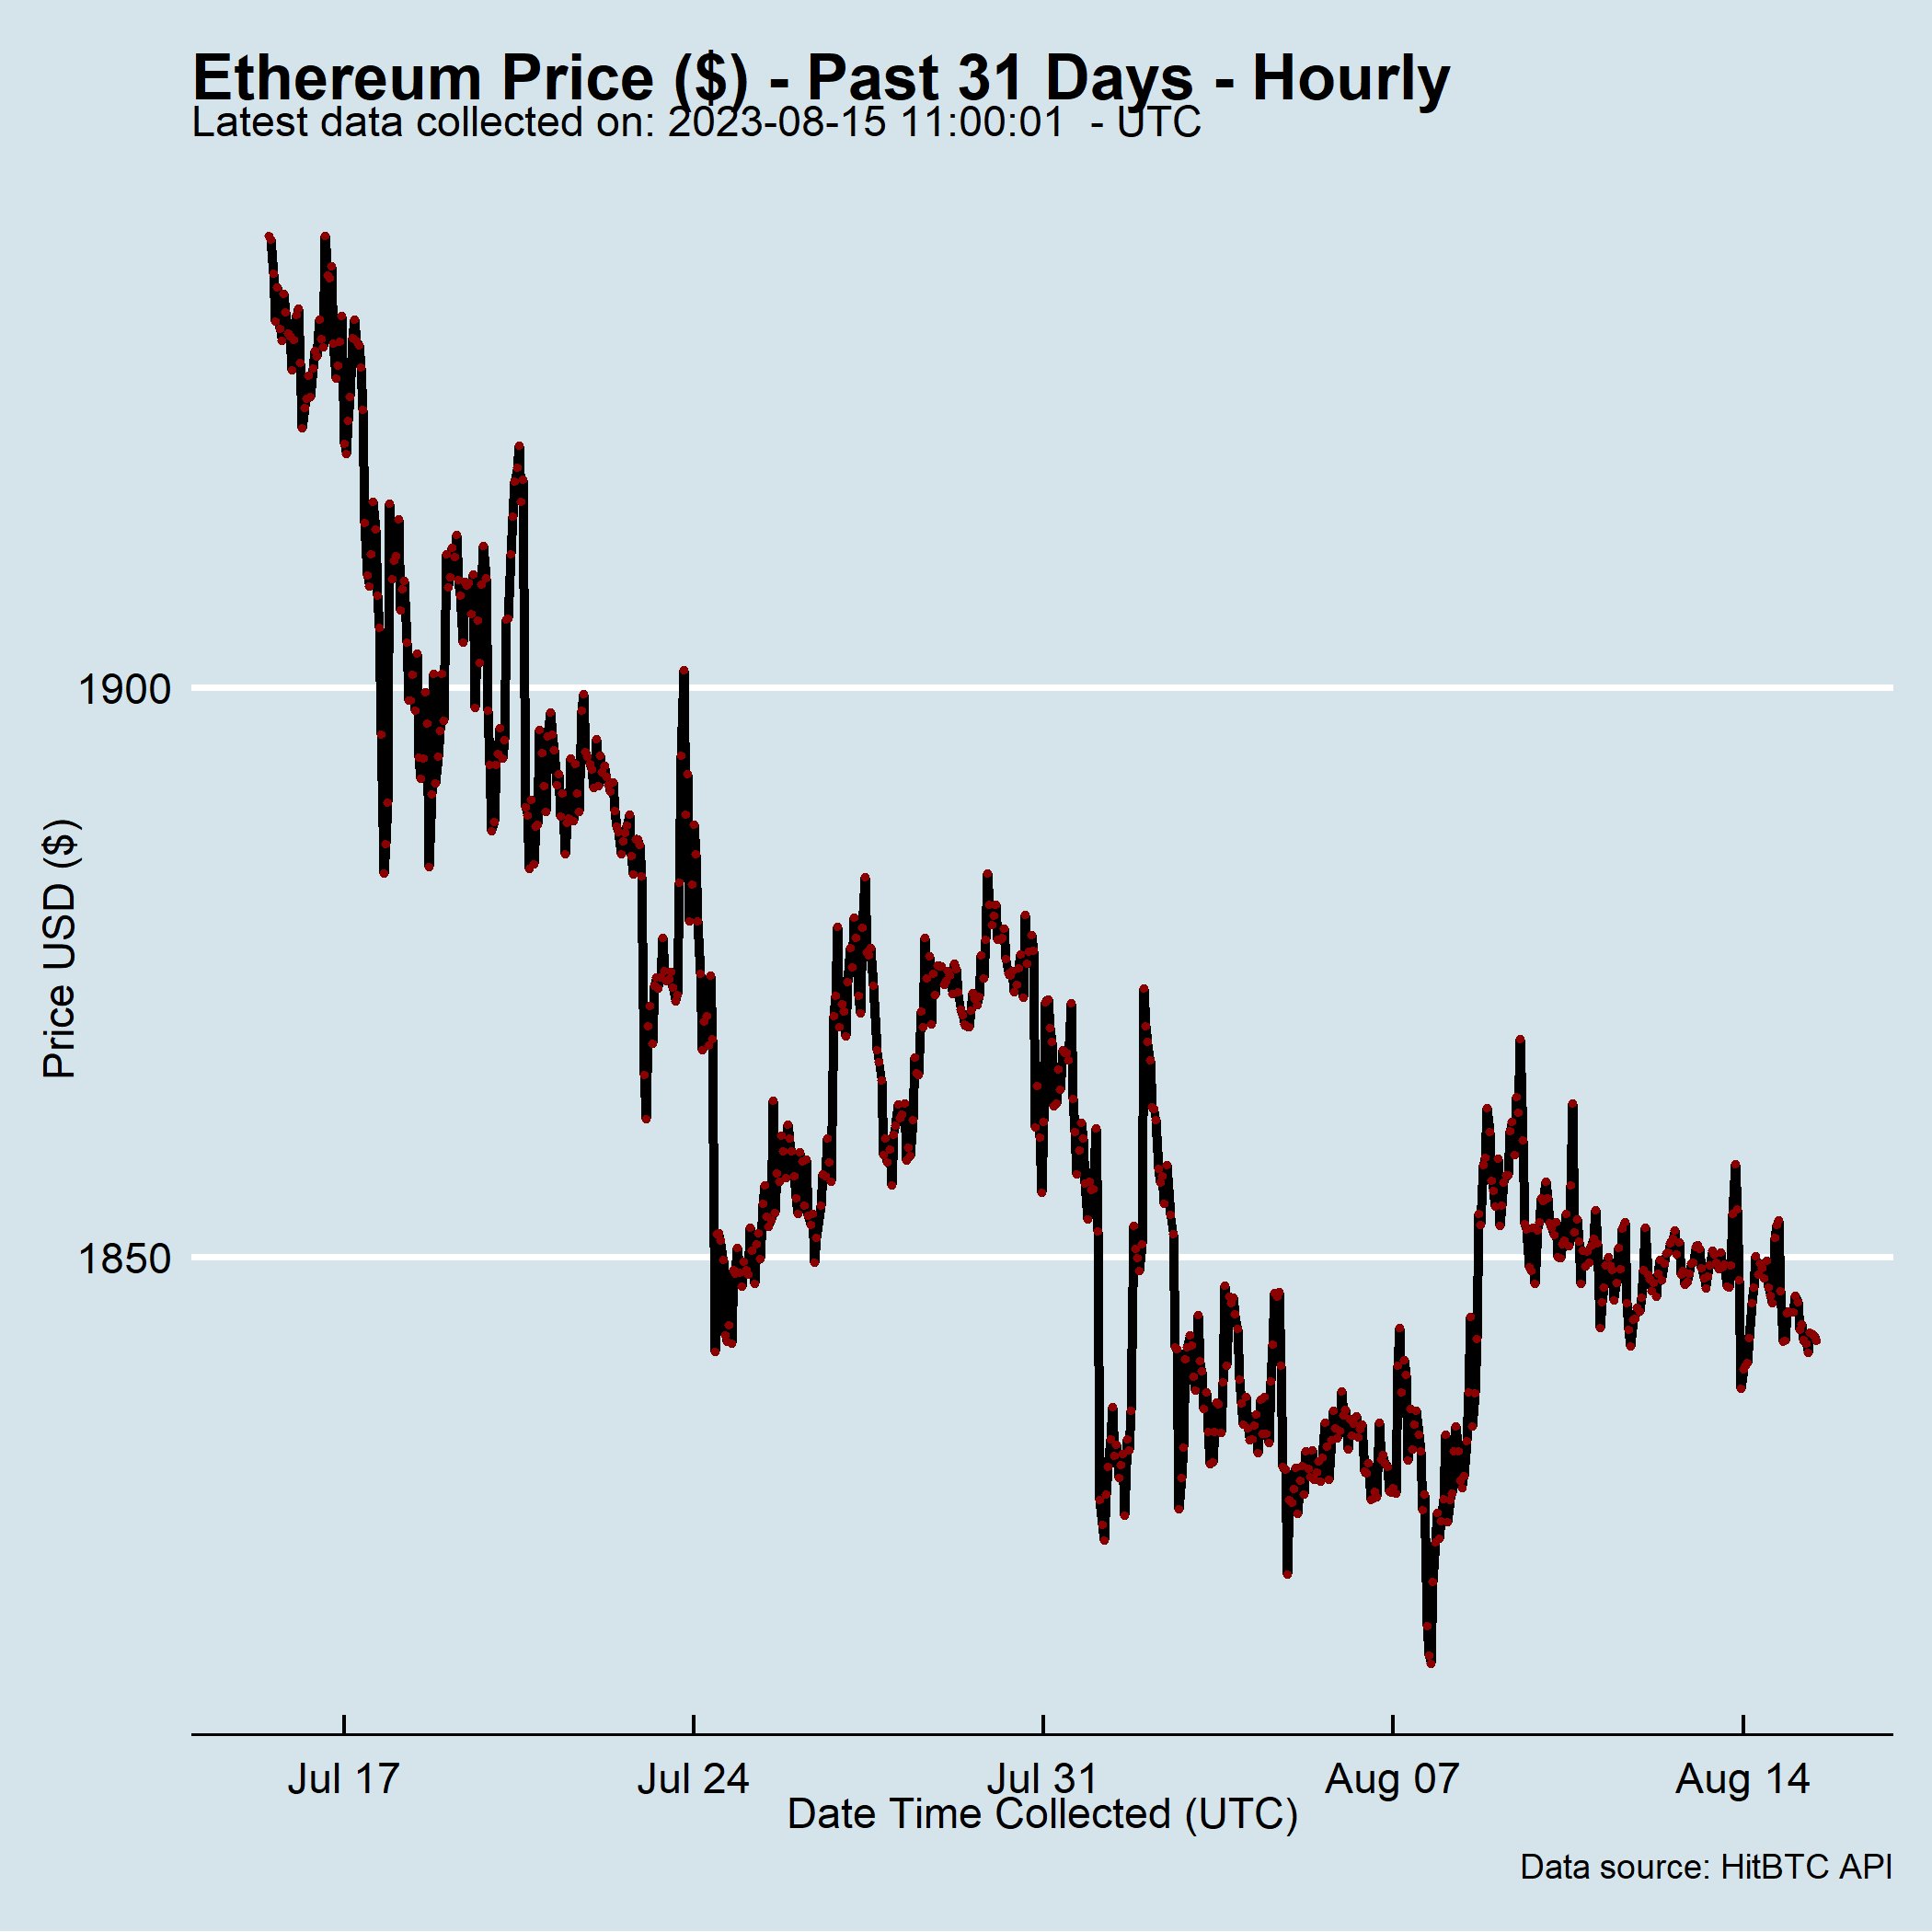 Ethereum Price ($) - Past 31 Days - Hourly
Latest data collected on: 2023-08-15 11:00:01  - UTC
1900
Price USD ($)
1850
Jul 17 Jul 24 Jul 31 Aug 07 Aug 14
Date Time Collected (UTC)
Data source: HitBTC API